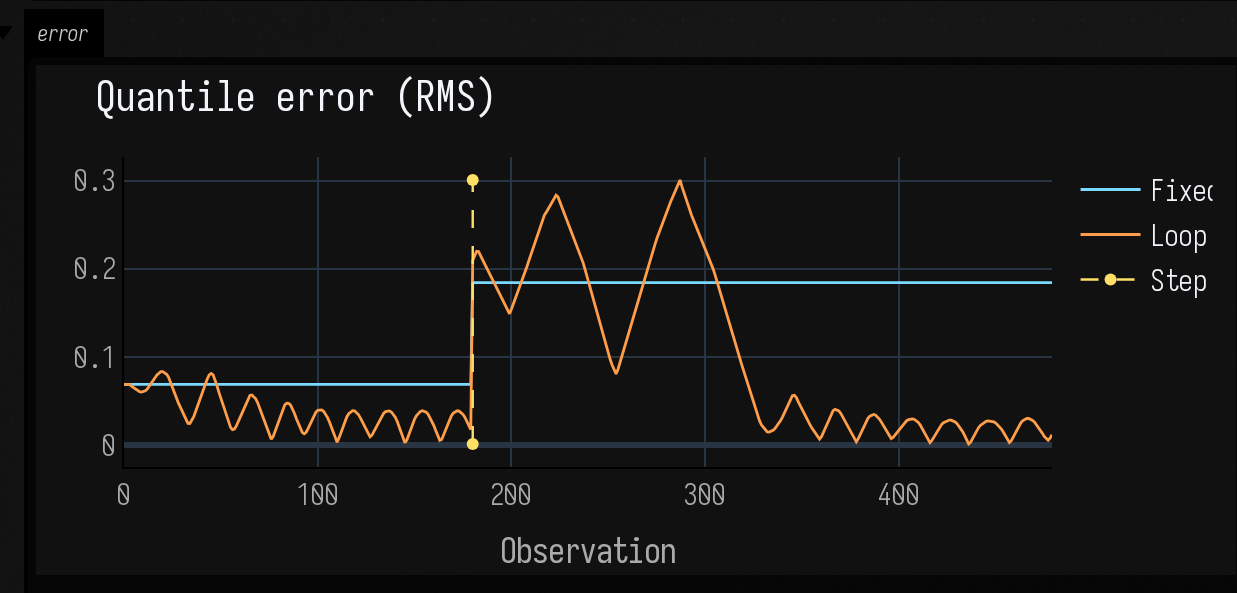 error
Quantile error (RMS)
0.3
0.2
0.1
0
0 100 200 300 400
Observation
Fixed
Loop
Step